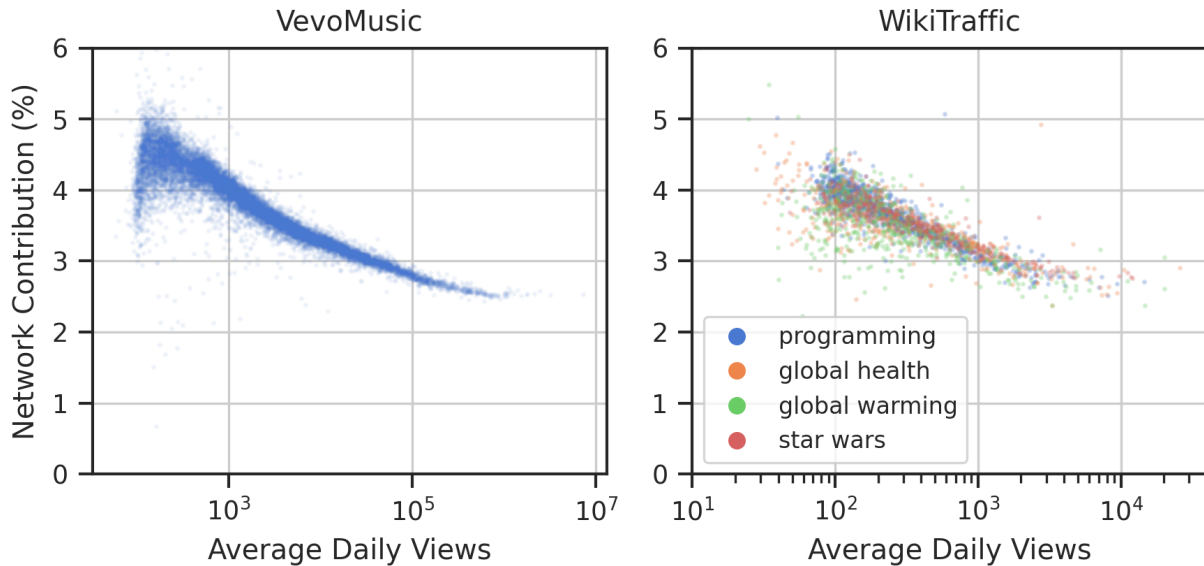 VevoMusic
Network Contribution (%)
6
5
4
3
2
1
0
10³
10⁵
10⁷
Average Daily Views
WikiTraffic
6
5
4
3
2
1
0
programming
global health
global warming
star wars
10¹
10²
10³
10⁴
Average Daily Views